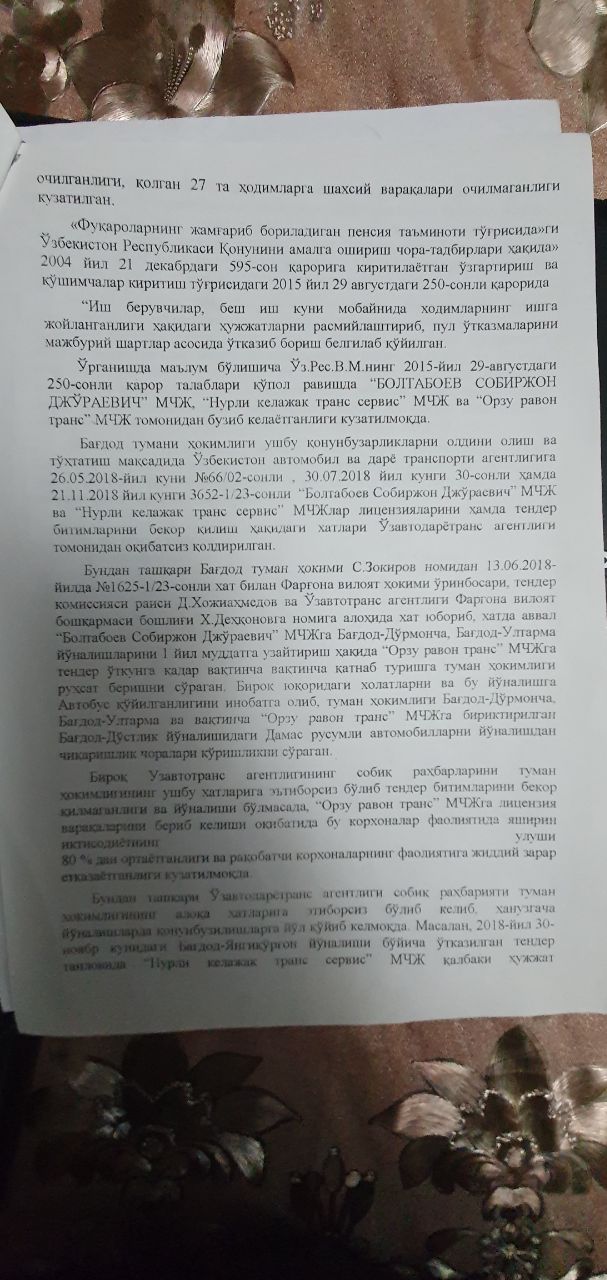 очилганлиги, қолган 27 та ҳодимларга шахсий варақалари очилмаганлиги
кузатилган.
«Фуқароларнинг жамғариб бориладиган пенсия таъминоти тўғрисида»ги
Ўзбекистон Республикаси Қонунини амалга ошириш чора-тадбирлари ҳақида»
2004 йил 21 декабрдаги 595-сон қарорига киритилаётган ўзгартириш ва
қўшимчалар киритиш тўғрисидаги 2015 йил 29 августдаги 250-сонли қарорида
“Иш берувчилар, беш иш куни мобайнида ходимларнинг ишга
жойланганлиги ҳақидаги ҳужжатларни расмийлаштириб, пул ўтказмаларини
мажбурий шартлар асосида ўтказиб бориш белгилаб қўйилган.
Ўрганишда маълум бўлишича Ўз.Рес.В.М.нинг 2015-йил 29-августдаги
250-сонли қарор талаблари қўпол равишда “БОЛТАБОЕВ СОБИРЖОН
ДЖЎРАЕВИЧ” МЧЖ, “Нурли келажак транс сервис” МЧЖ ва “Орзу равон
транс” МЧЖ томонидан бузиб келаётганлиги кузатилмоқда.
Бағдод тумани ҳокимлиги ушбу қонунбузарликларни олдини олиш ва
тўхтатиш мақсадида Ўзбекистон автомобил ва дарё транспорти агентлигига
26.05.2018-йил куни №66/02-сонли , 30.07.2018 йил кунги 30-сонли ҳамда
21.11.2018 йил кунги 3652-1/23-сонли “Болтабоев Собиржон Джўраевич” МЧЖ
ва “Нурли келажак транс сервис” МЧЖлар лицензияларини ҳамда тендер
битимларини бекор қилиш ҳақидаги хатлари Ўзавтодарётранс агентлиги
томонидан оқибатсиз қолдирилган.
Бундан ташқари Бағдод туман ҳокими С.Зокиров номидан 13.06.2018-
йилда №1625-1/23-сонли хат билан Фарғона вилоят ҳокими ўринбосари, тендер
комиссияси раиси Д.Хожиаҳмедов ва Ўзавтотранс агентлиги Фарғона вилоят
бошқармаси бошлиғи Х.Деҳқоновга номига алоҳида хат юбориб, хатда аввал
“Болтабоев Собиржон Джўраевич” МЧЖга Бағдод-Дўрмонча, Бағдод-Ултарма
йўналишларини 1 йил муддатга узайтириш ҳақида “Орзу равон транс” МЧЖга
тендер ўткунга қадар вақтинча вақтинча қатнаб туришга туман ҳокимлиги
руҳсат беришни сўраган. Бироқ юқоридаги холатларни ва бу йўналишга
Автобус қўйилганлигини инобатга олиб, туман ҳокимлиги Бағдод-Дўрмонча,
Бағдод-Ултарма ва вақтинча “Орзу равон транс” МЧЖга бириктирилган
Бағдод-Дўстлик йўналишидаги Дамас русумли автомобилларни йўналишдан
чиқаришлик чоралари кўришликни сўраган.
Бироқ Узавтотранс агентлигининг собиқ раҳбарларини туман
ҳокимлигининг ушбу хатларига эътиборсиз бўлиб тендер битимларини бекор
қилмаганлиги ва йўналиши бўлмасада, “Орзу равон транс” МЧЖга лицензия
варақаларини бериб келиши оқибатида бу корхоналар фаолиятида яширин
иқтисодиётнинг улуши
80 % дан ортаётганлиги ва рақобатчи корхоналарнинг фаолиятига жиддий зарар
етказаётганлиги кузатилмоқда.
Бундан ташқари Ўзавтодарётранс агентлиги собиқ раҳбарияти туман
ҳокимлигининг алоқа хатларига этиборсиз бўлиб келиб, ханузгача
йўналишларда қонунбузилишларга йўл қўйиб келмоқда. Масалан, 2018-йил 30-
ноябр кунидаги Бағдод-Янгиқўрғон йўналиши бўйича ўтказилган тендер
танловида “Нурли келажак транс сервис” МЧЖ қалбаки ҳужжат